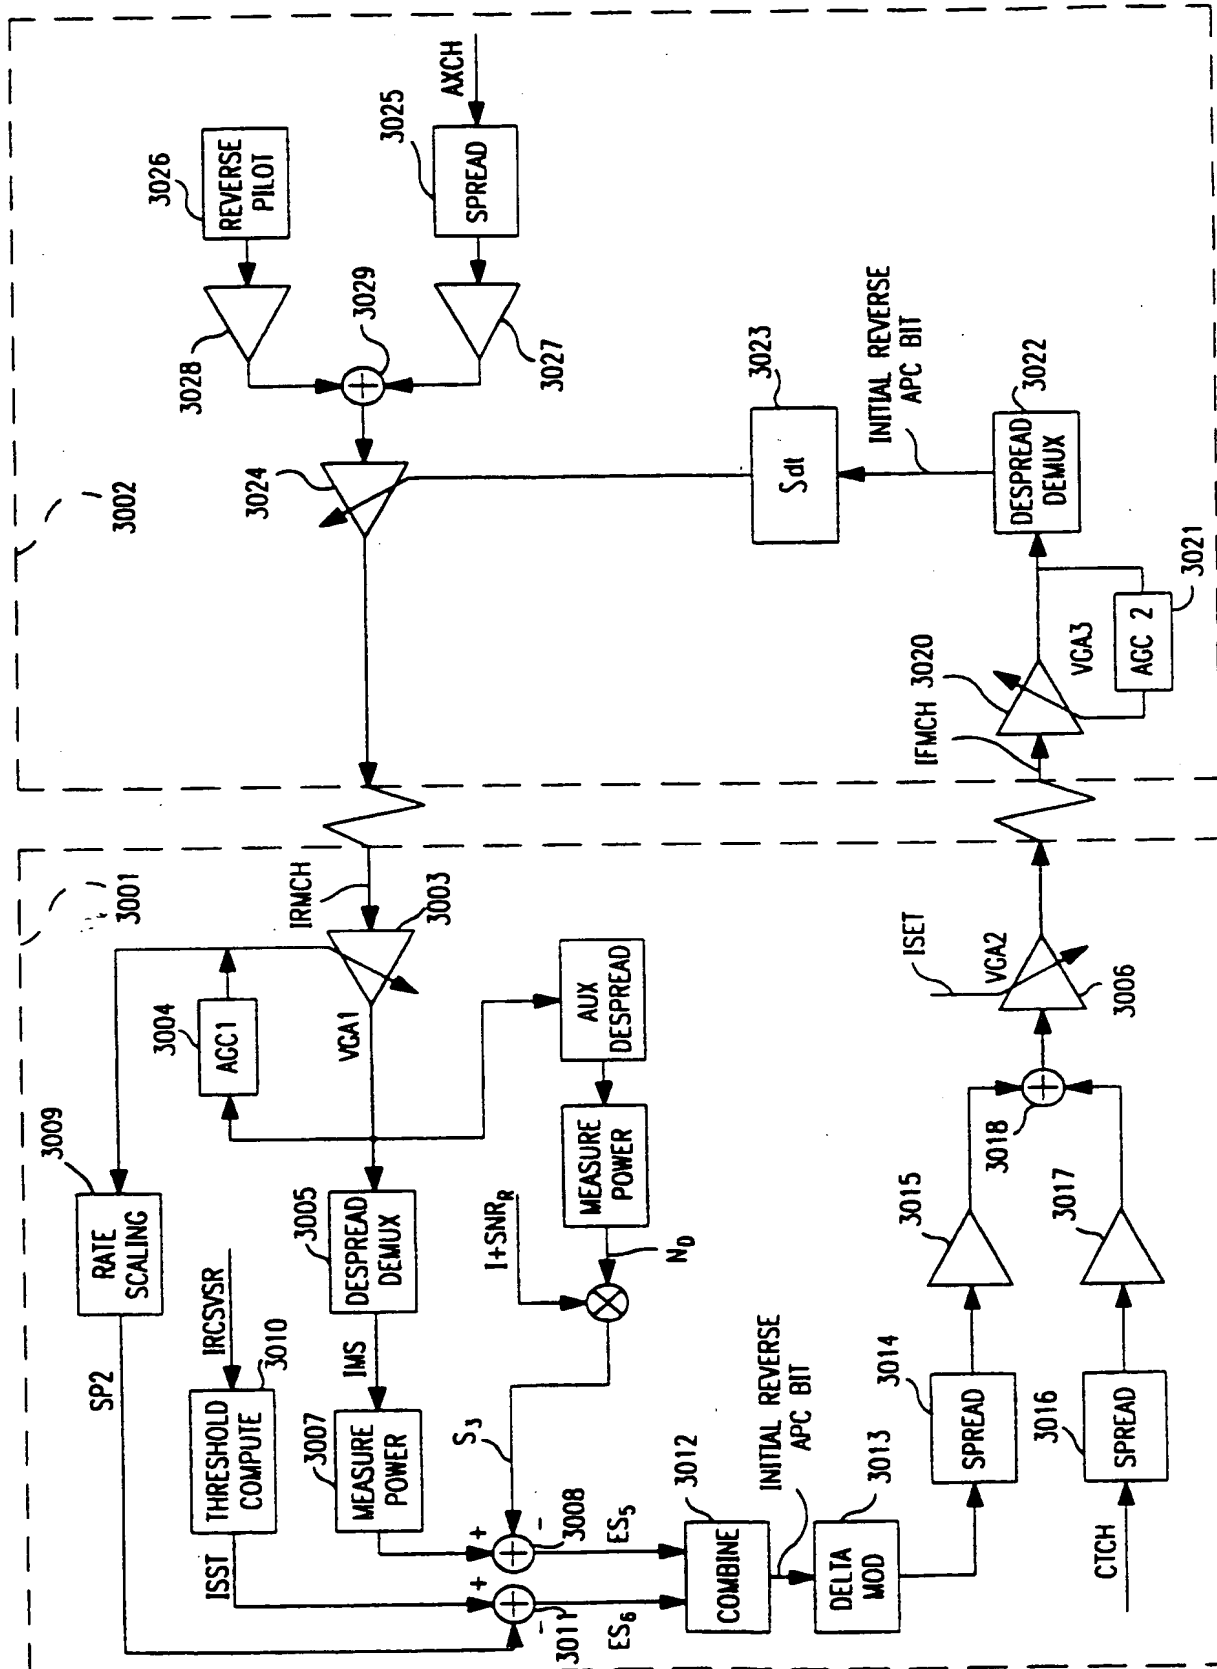 3001
3002
3009
RATE
SCALING
SP2
3004
AGC1
IRMCH
3003
VGA1
IRCSVSR
3010
THRESHOLD
COMPUTE
ISST
3005
DESPREAD
DEMUX
IMS
3007
MEASURE
POWER
AUX
DESPREAD
MEASURE
POWER
N0
1+SNRR
S3
+
-
3008
+
-
3011
ES5
ES6
3012
COMBINE
INITIAL REVERSE
APC BIT
3013
DELTA
MOD
3014
SPREAD
3015
3016
SPREAD
CTCH
3017
3018
ISET
VGA2
3006
3026
REVERSE
PILOT
3028
AXCH
3025
SPREAD
3027
3029
3024
3023
Sdt
INITIAL REVERSE
APC BIT
3022
DESPREAD
DEMUX
IFMCH
3020
VGA3
AGC 2
3021